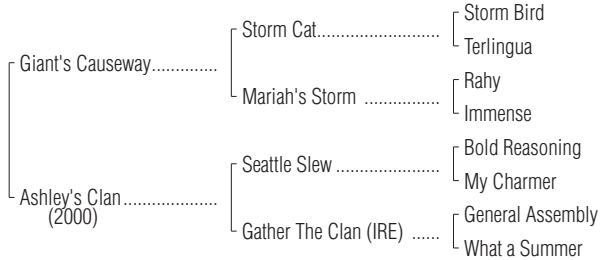 Storm Bird
Storm Cat..............................
Terlingua
Giant's Causeway..............
Rahy
Mariah's Storm ..................
Immense
Bold Reasoning
Seattle Slew .........................
My Charmer
Ashley's Clan....................
(2000)
General Assembly
Gather The Clan (IRE) ......
What a Summer